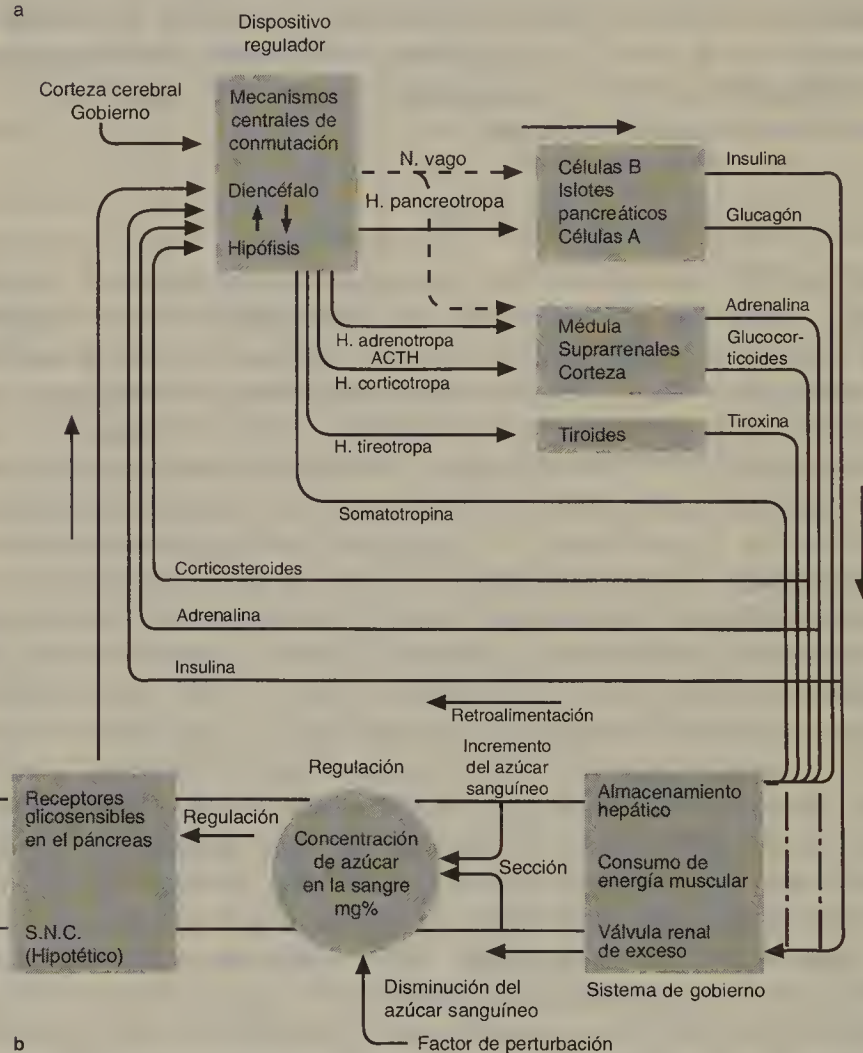 a
Dispositivo
regulador
Corteza cerebral
Gobierno
Mecanismos
centrales de
conmutación
Diencéfalo
Hipófisis
N. vago
H. pancreotropa
Células B
Islotes
pancreáticos
Células A
Insulina
Glucagón
H. adrenotropa
ACTH
H. corticotropa
Médula
Suprarrenales
Corteza
Adrenalina
Glucocor-
ticoides
H. tireotropa
Tiroides
Tiroxina
Somatotropina
Corticosteroides
Adrenalina
Insulina
Retroalimentación
Receptores
glicosensibles
en el páncreas
S.N.C.
(Hipotético)
Regulación
Regulación
Concentración
de azúcar
en la sangre
mg%
Incremento
del azúcar
sanguíneo
Sección
Almacenamiento
hepático
Consumo de
energía muscular
Válvula renal
de exceso
Sistema de gobierno
Disminución del
azúcar sanguíneo
Factor de perturbación
b